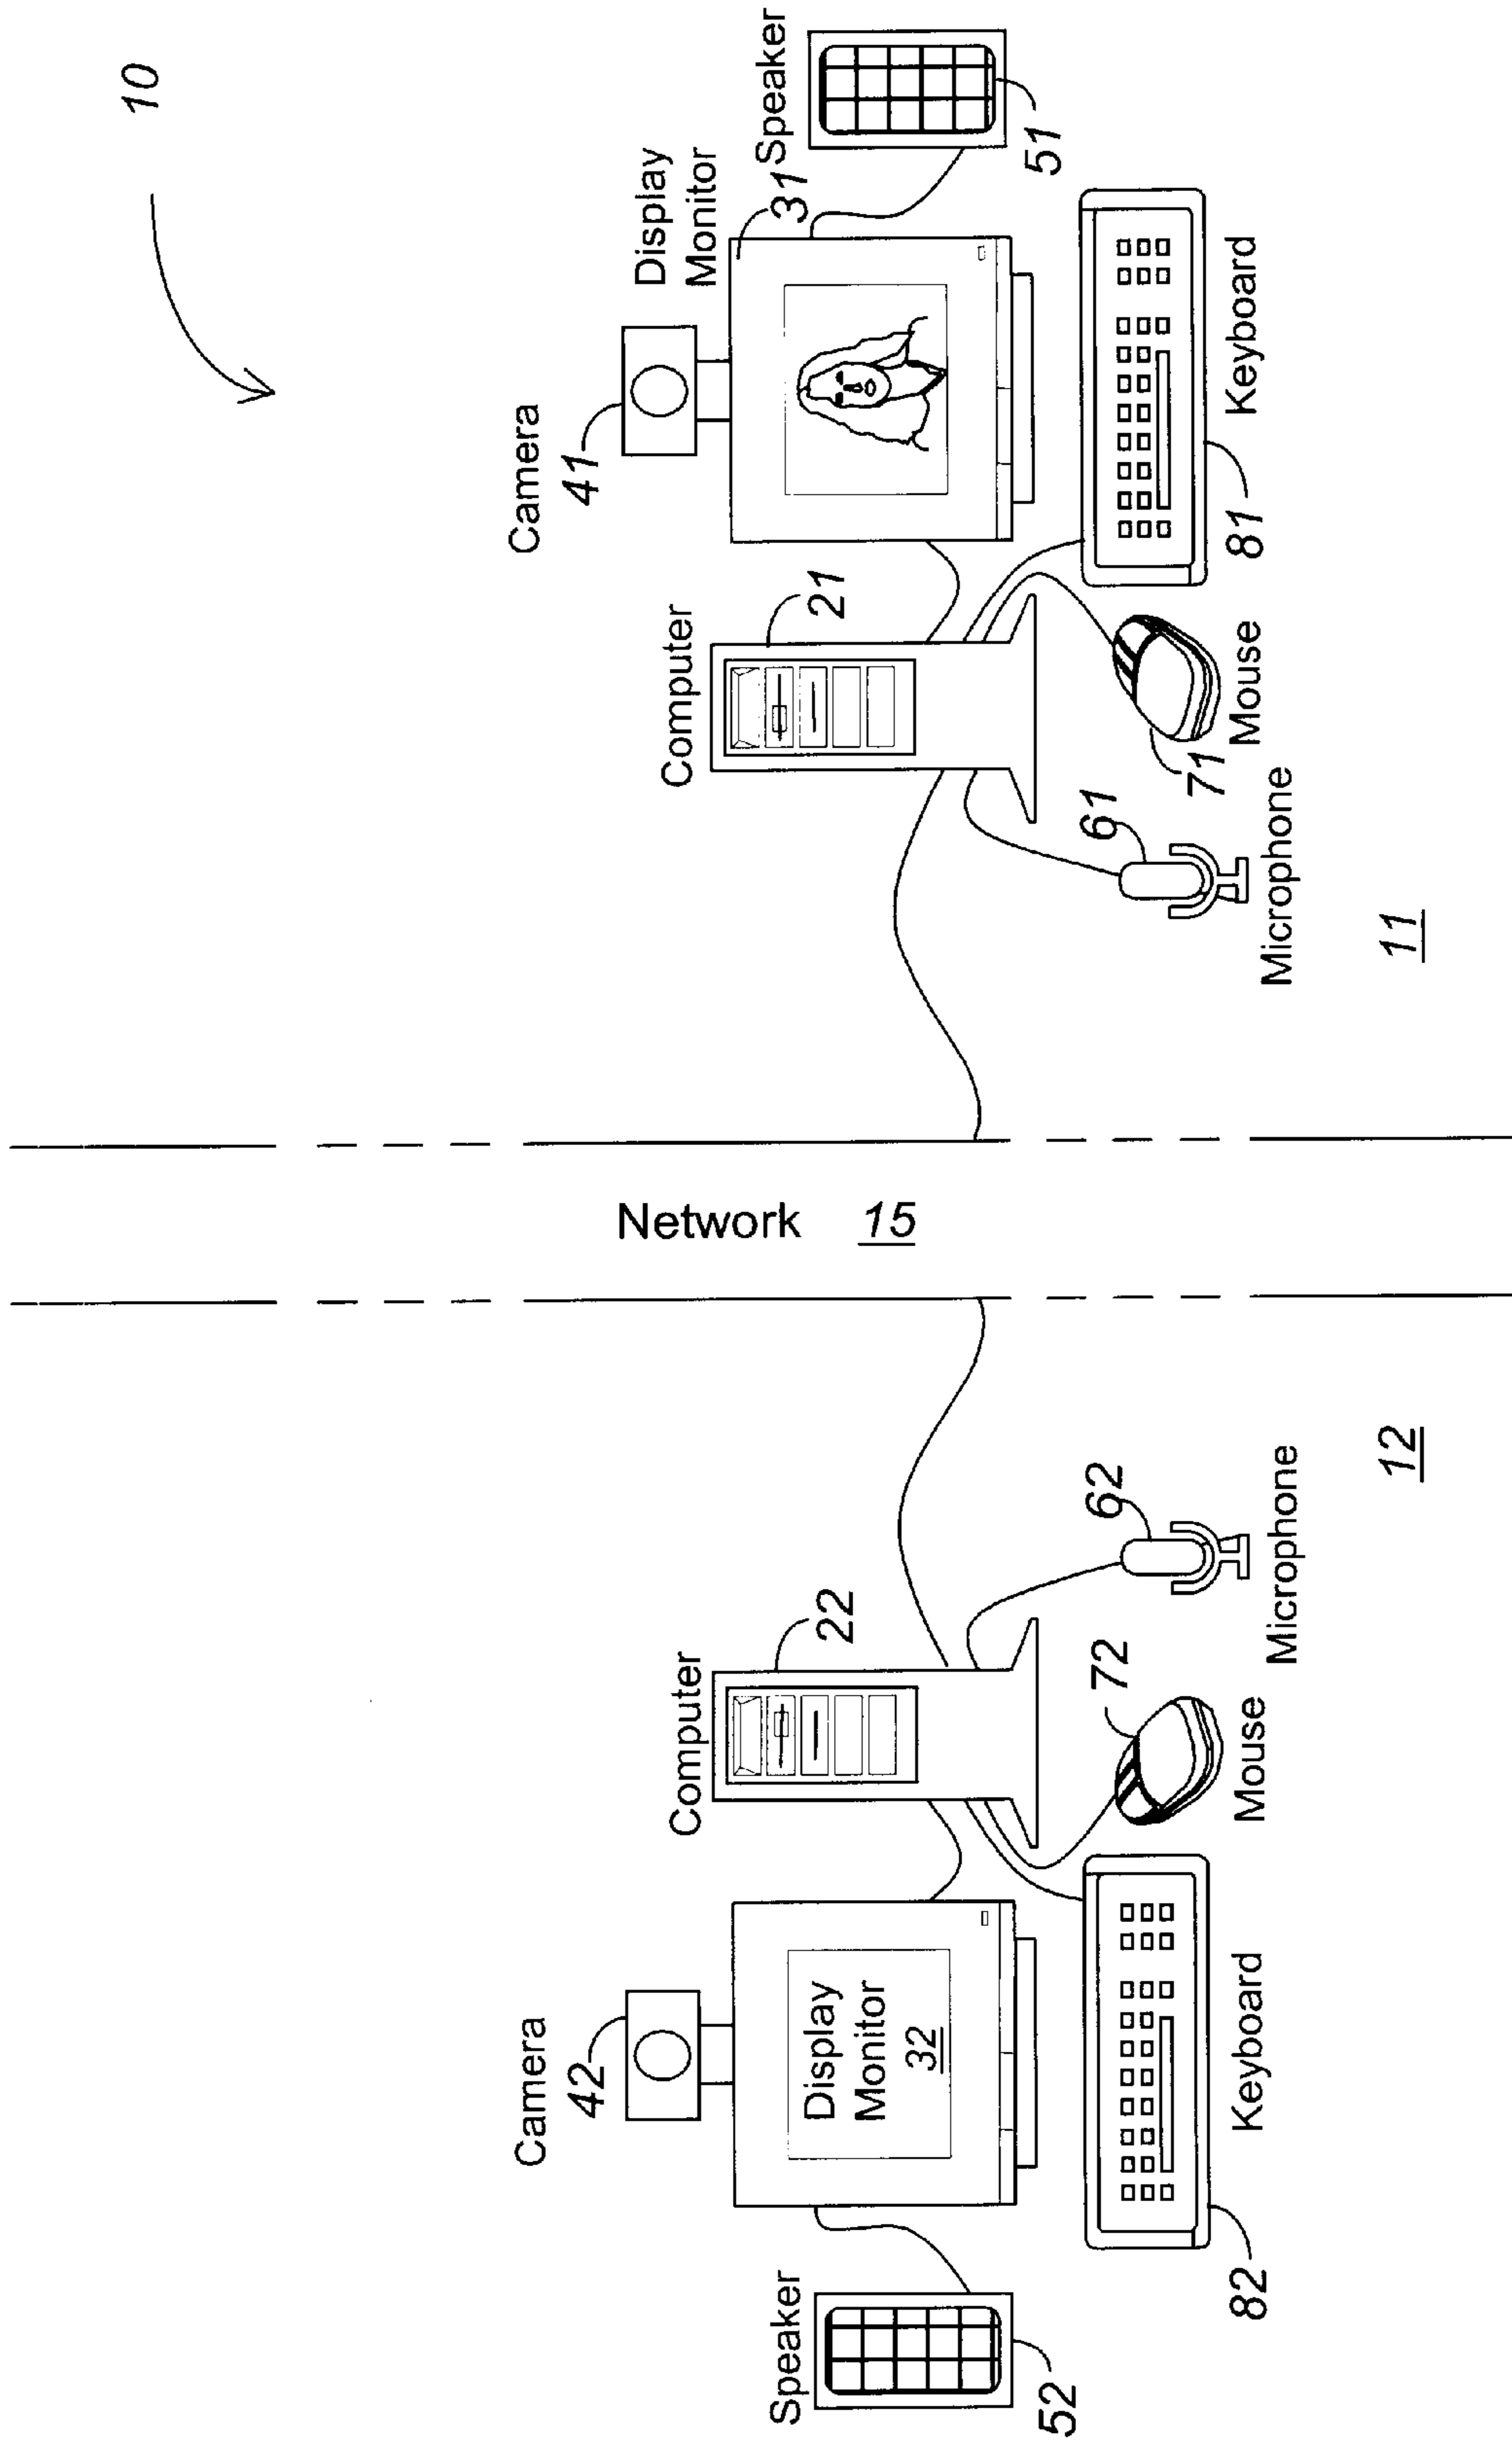 10
Camera
42
Display
Monitor
32
Speaker
52
Computer
22
Keyboard
82
Mouse
72
Microphone
62
12
Network 15
Computer
21
Camera
41
Display
Monitor
31
Speaker
51
Microphone
61
Mouse
71
Keyboard
81
11